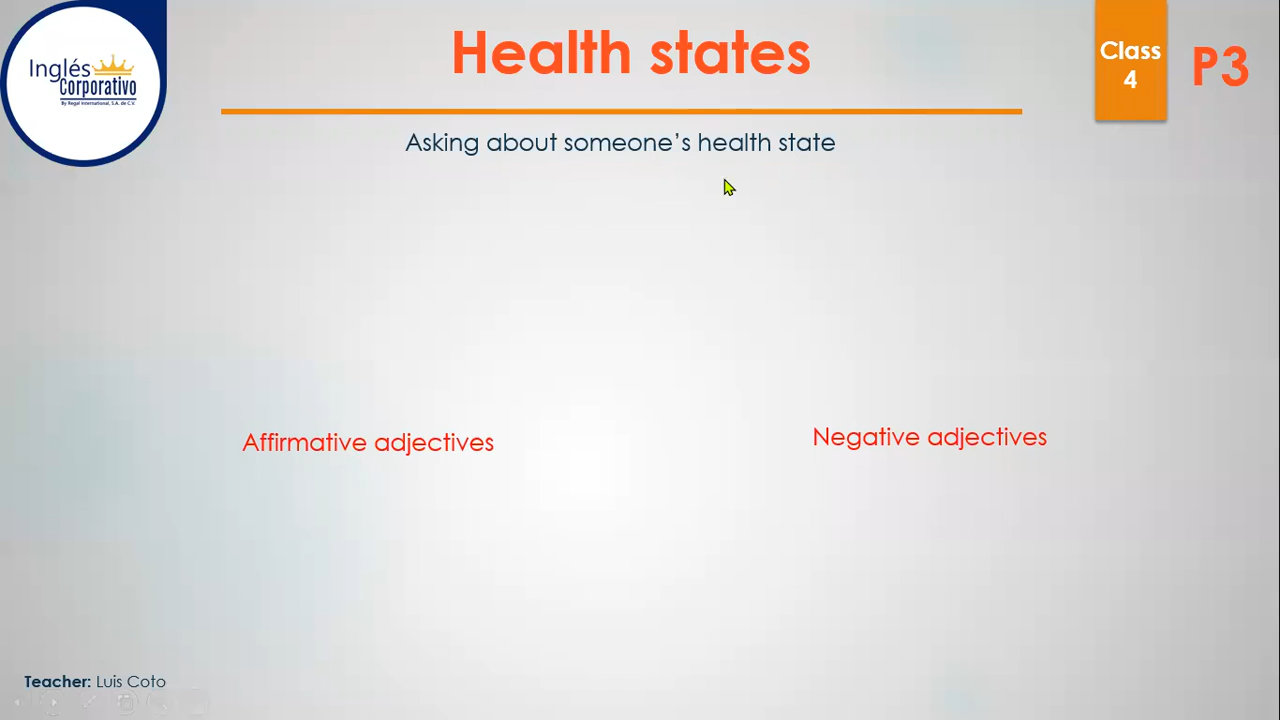 Inglés
Corporativo
By Regal International, S.A. de C.V.
Health states
Class
4
P3
Asking about someone’s health state
Affirmative adjectives
Negative adjectives
Teacher: Luis Coto